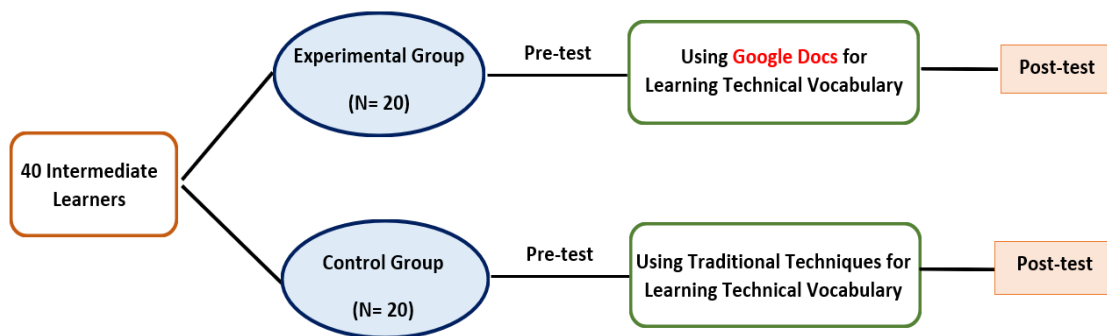 Experimental Group
(N= 20)
Pre-test
Using Google Docs for
Learning Technical Vocabulary
Post-test
40 Intermediate
Learners
Control Group
(N= 20)
Pre-test
Using Traditional Techniques for
Learning Technical Vocabulary
Post-test